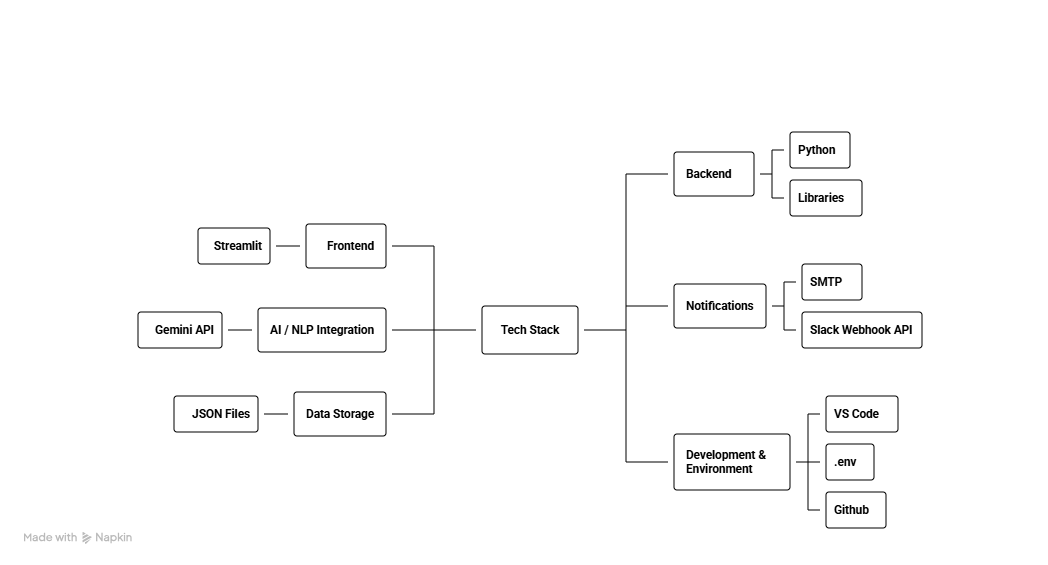 Python
Backend
Libraries
Streamlit
Frontend
SMTP
Notifications
Gemini API
AI / NLP Integration
Tech Stack
Slack Webhook API
JSON Files
Data Storage
VS Code
Development &
Environment
.env
Github
Made with Napkin